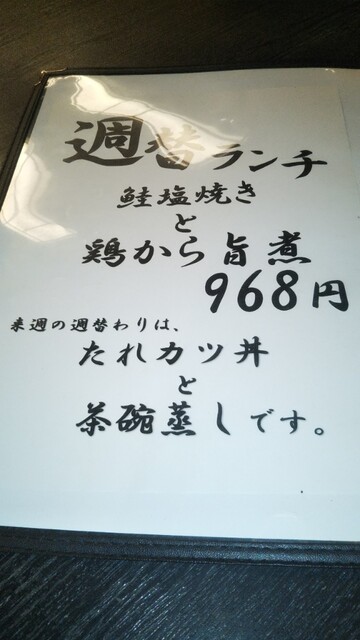 週替ランチ
鮭塩焼き
と
鶏から旨煮
968円
来週の週替わりは、
たれカツ丼
と
茶碗蒸しです。